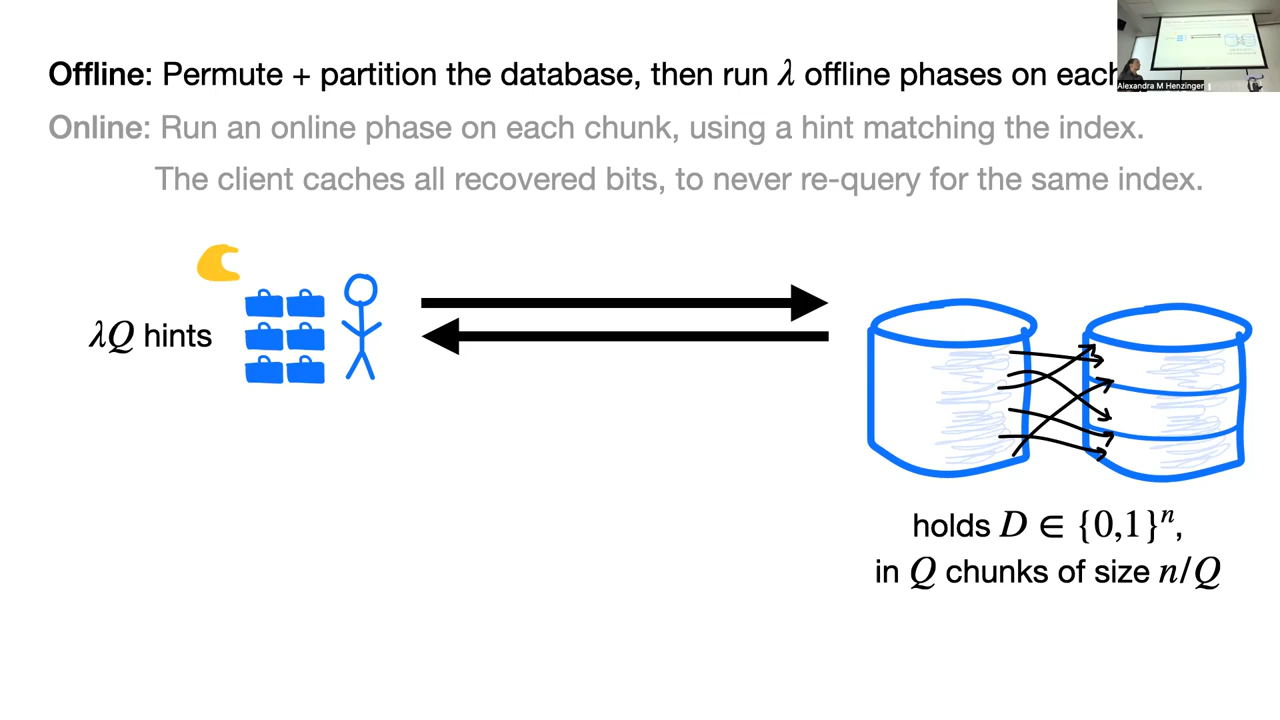 Offline: Permute + partition the database, then run λ offline phases on each
Alexandra M Henzinger
Online: Run an online phase on each chunk, using a hint matching the index.
The client caches all recovered bits, to never re-query for the same index.
λQ hints
holds D ∈ {0,1}ⁿ,
in Q chunks of size n/Q